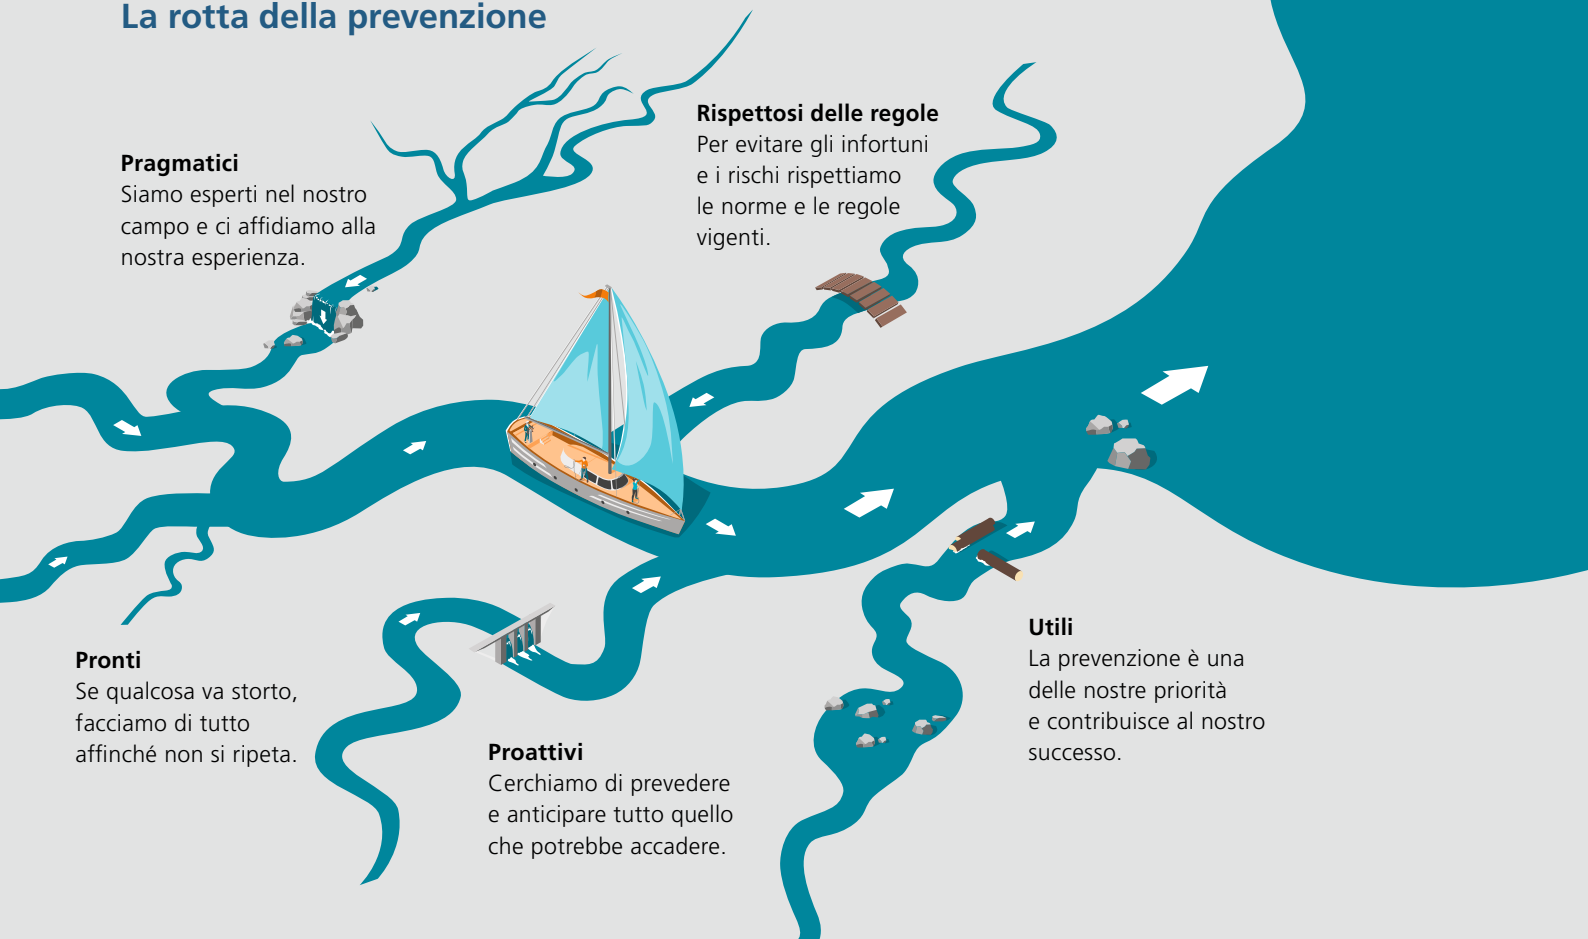 La rotta della prevenzione
Pragmatici
Siamo esperti nel nostro
campo e ci affidiamo alla
nostra esperienza.
Rispettosi delle regole
Per evitare gli infortuni
e i rischi rispettiamo
le norme e le regole
vigenti.
Pronti
Se qualcosa va storto,
facciamo di tutto
affinché non si ripeta.
Proattivi
Cerchiamo di prevedere
e anticipare tutto quello
che potrebbe accadere.
Utili
La prevenzione è una
delle nostre priorità
e contribuisce al nostro
successo.